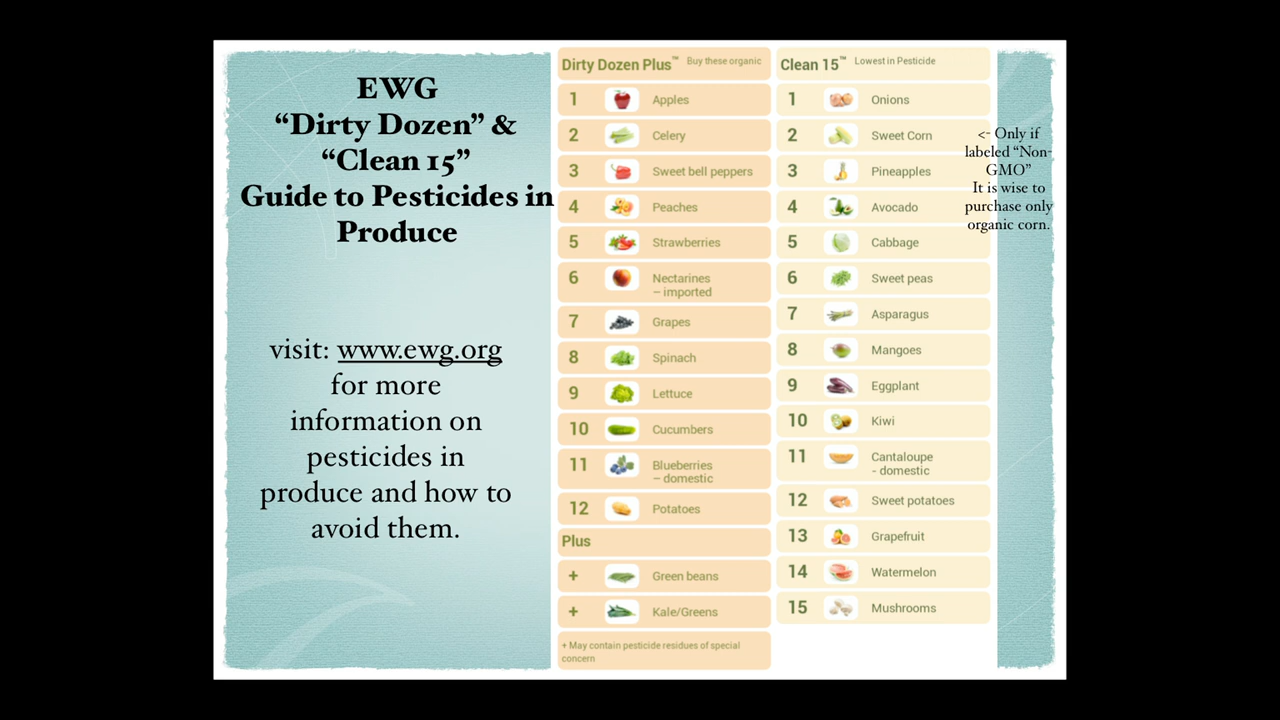 EWG
“Dirty Dozen” &
“Clean 15”
Guide to Pesticides in
Produce
visit: www.ewg.org
for more
information on
pesticides in
produce and how to
avoid them.
Dirty Dozen Plus™ Buy these organic
1 Apples
2 Celery
3 Sweet bell peppers
4 Peaches
5 Strawberries
6 Nectarines
– imported
7 Grapes
8 Spinach
9 Lettuce
10 Cucumbers
11 Blueberries
– domestic
12 Potatoes
Plus
+ Green beans
+ Kale/Greens
+ May contain pesticide residues of special
concern
Clean 15™ Lowest in Pesticide
1 Onions
2 Sweet Corn
3 Pineapples
4 Avocado
5 Cabbage
6 Sweet peas
7 Asparagus
8 Mangoes
9 Eggplant
10 Kiwi
11 Cantaloupe
- domestic
12 Sweet potatoes
13 Grapefruit
14 Watermelon
15 Mushrooms
<- Only if
labeled “Non-
GMO”
It is wise to
purchase only
organic corn.